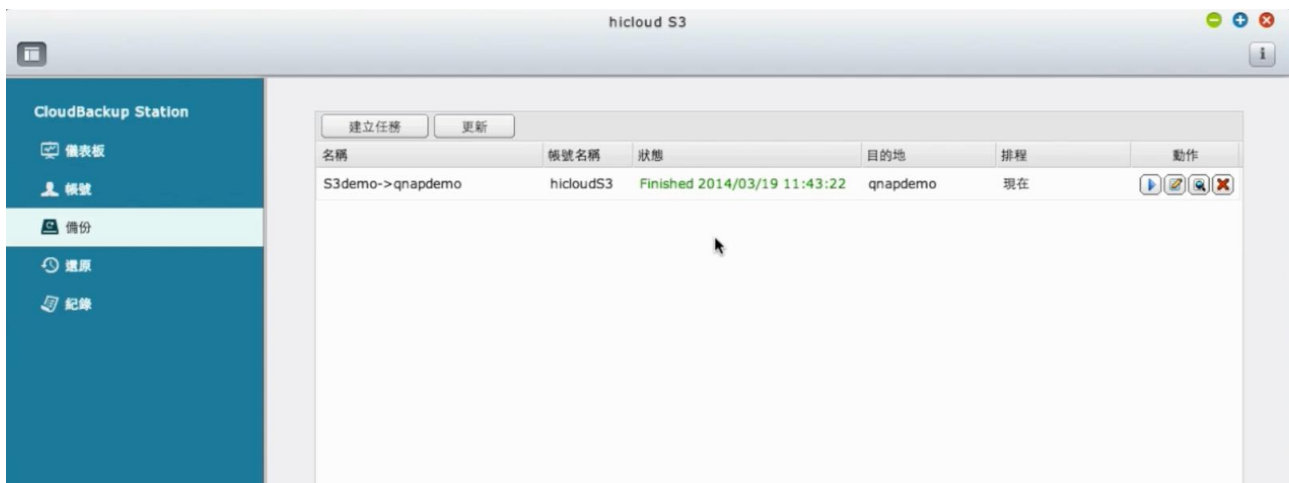 hicloud S3
CloudBackup Station
儀表板
帳號
備份
還原
紀錄
建立任務 更新
名稱 帳號名稱 狀態 目的地 排程 動作
S3demo->qnapdemo hicloudS3 Finished 2014/03/19 11:43:22 qnapdemo 現在